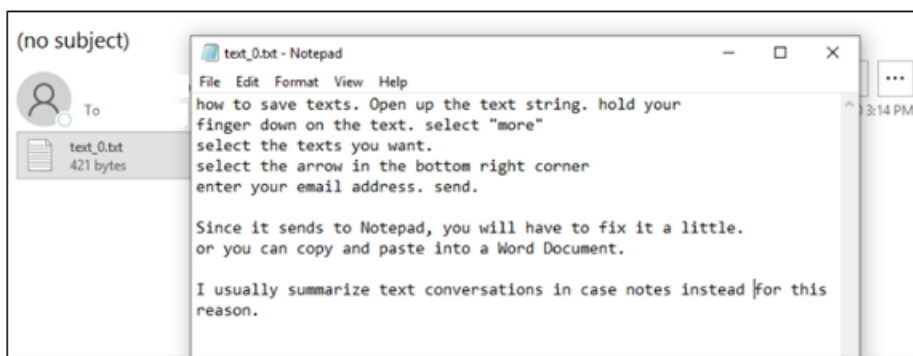 (no subject)
To
text_0.txt
421 bytes
3:14 PM
text_0.txt - Notepad
File Edit Format View Help
how to save texts. Open up the text string. hold your
finger down on the text. select "more"
select the texts you want.
select the arrow in the bottom right corner
enter your email address. send.
Since it sends to Notepad, you will have to fix it a little.
or you can copy and paste into a Word Document.
I usually summarize text conversations in case notes instead for this
reason.